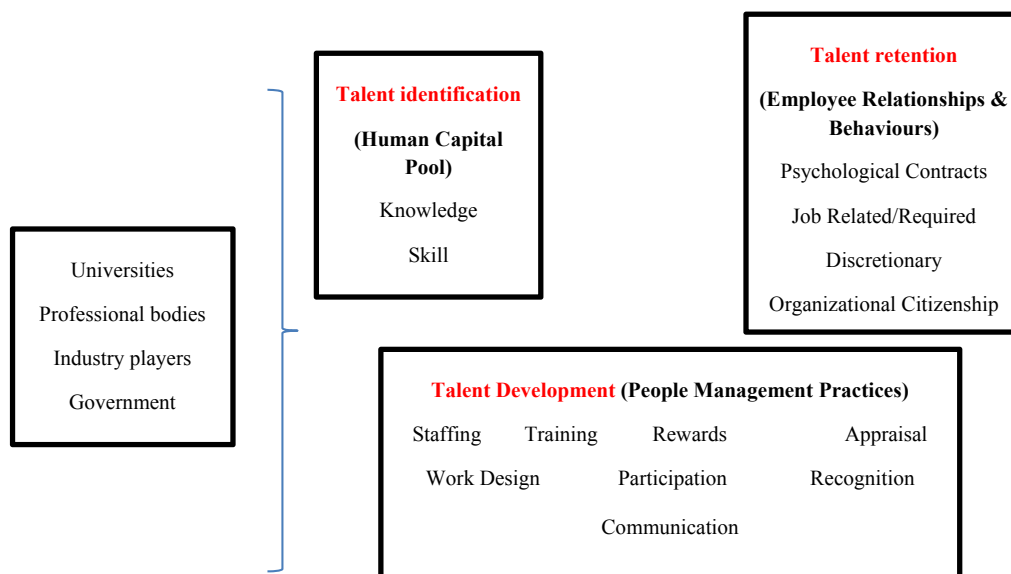 Universities
Professional bodies
Industry players
Government
Talent identification
(Human Capital
Pool)
Knowledge
Skill
Talent retention
(Employee Relationships &
Behaviours)
Psychological Contracts
Job Related/Required
Discretionary
Organizational Citizenship
Talent Development (People Management Practices)
Staffing Training Rewards Appraisal
Work Design Participation Recognition
Communication